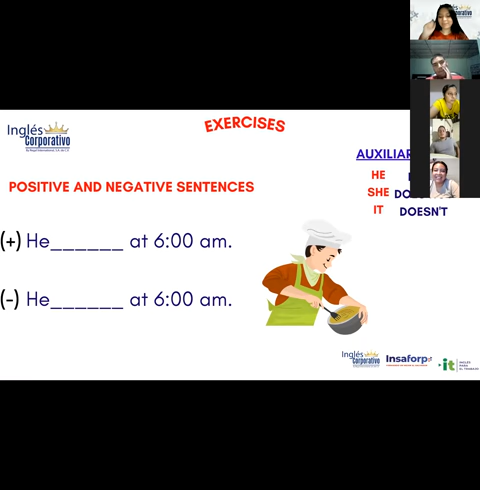 EXERCISES
Inglés
Corporativo
AUXILIAR
POSITIVE AND NEGATIVE SENTENCES
HE
SHE
IT DOESN'T
(+) He______ at 6:00 am.
(-) He______ at 6:00 am.
Inglés
Corporativo
Insaforp
it